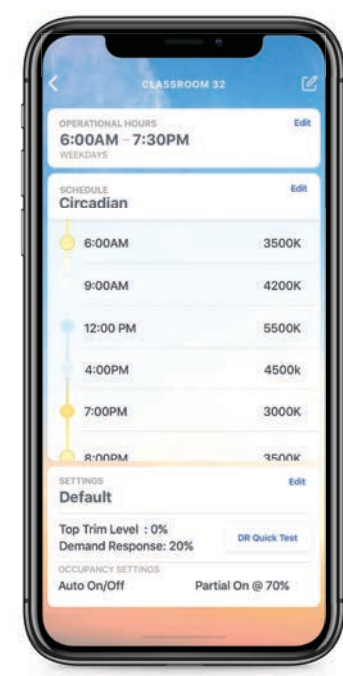 CLASSROOM 32
OPERATIONAL HOURS Edit
6:00AM - 7:30PM
WEEKDAYS
SCHEDULE Edit
Circadian
6:00AM 3500K
9:00AM 4200K
12:00 PM 5500K
4:00PM 4500k
7:00PM 3000K
8:00PM 3500K
SETTINGS Edit
Default
Top Trim Level : 0%
Demand Response: 20%
DR Quick Test
OCCUPANCY SETTINGS
Auto On/Off Partial On @ 70%